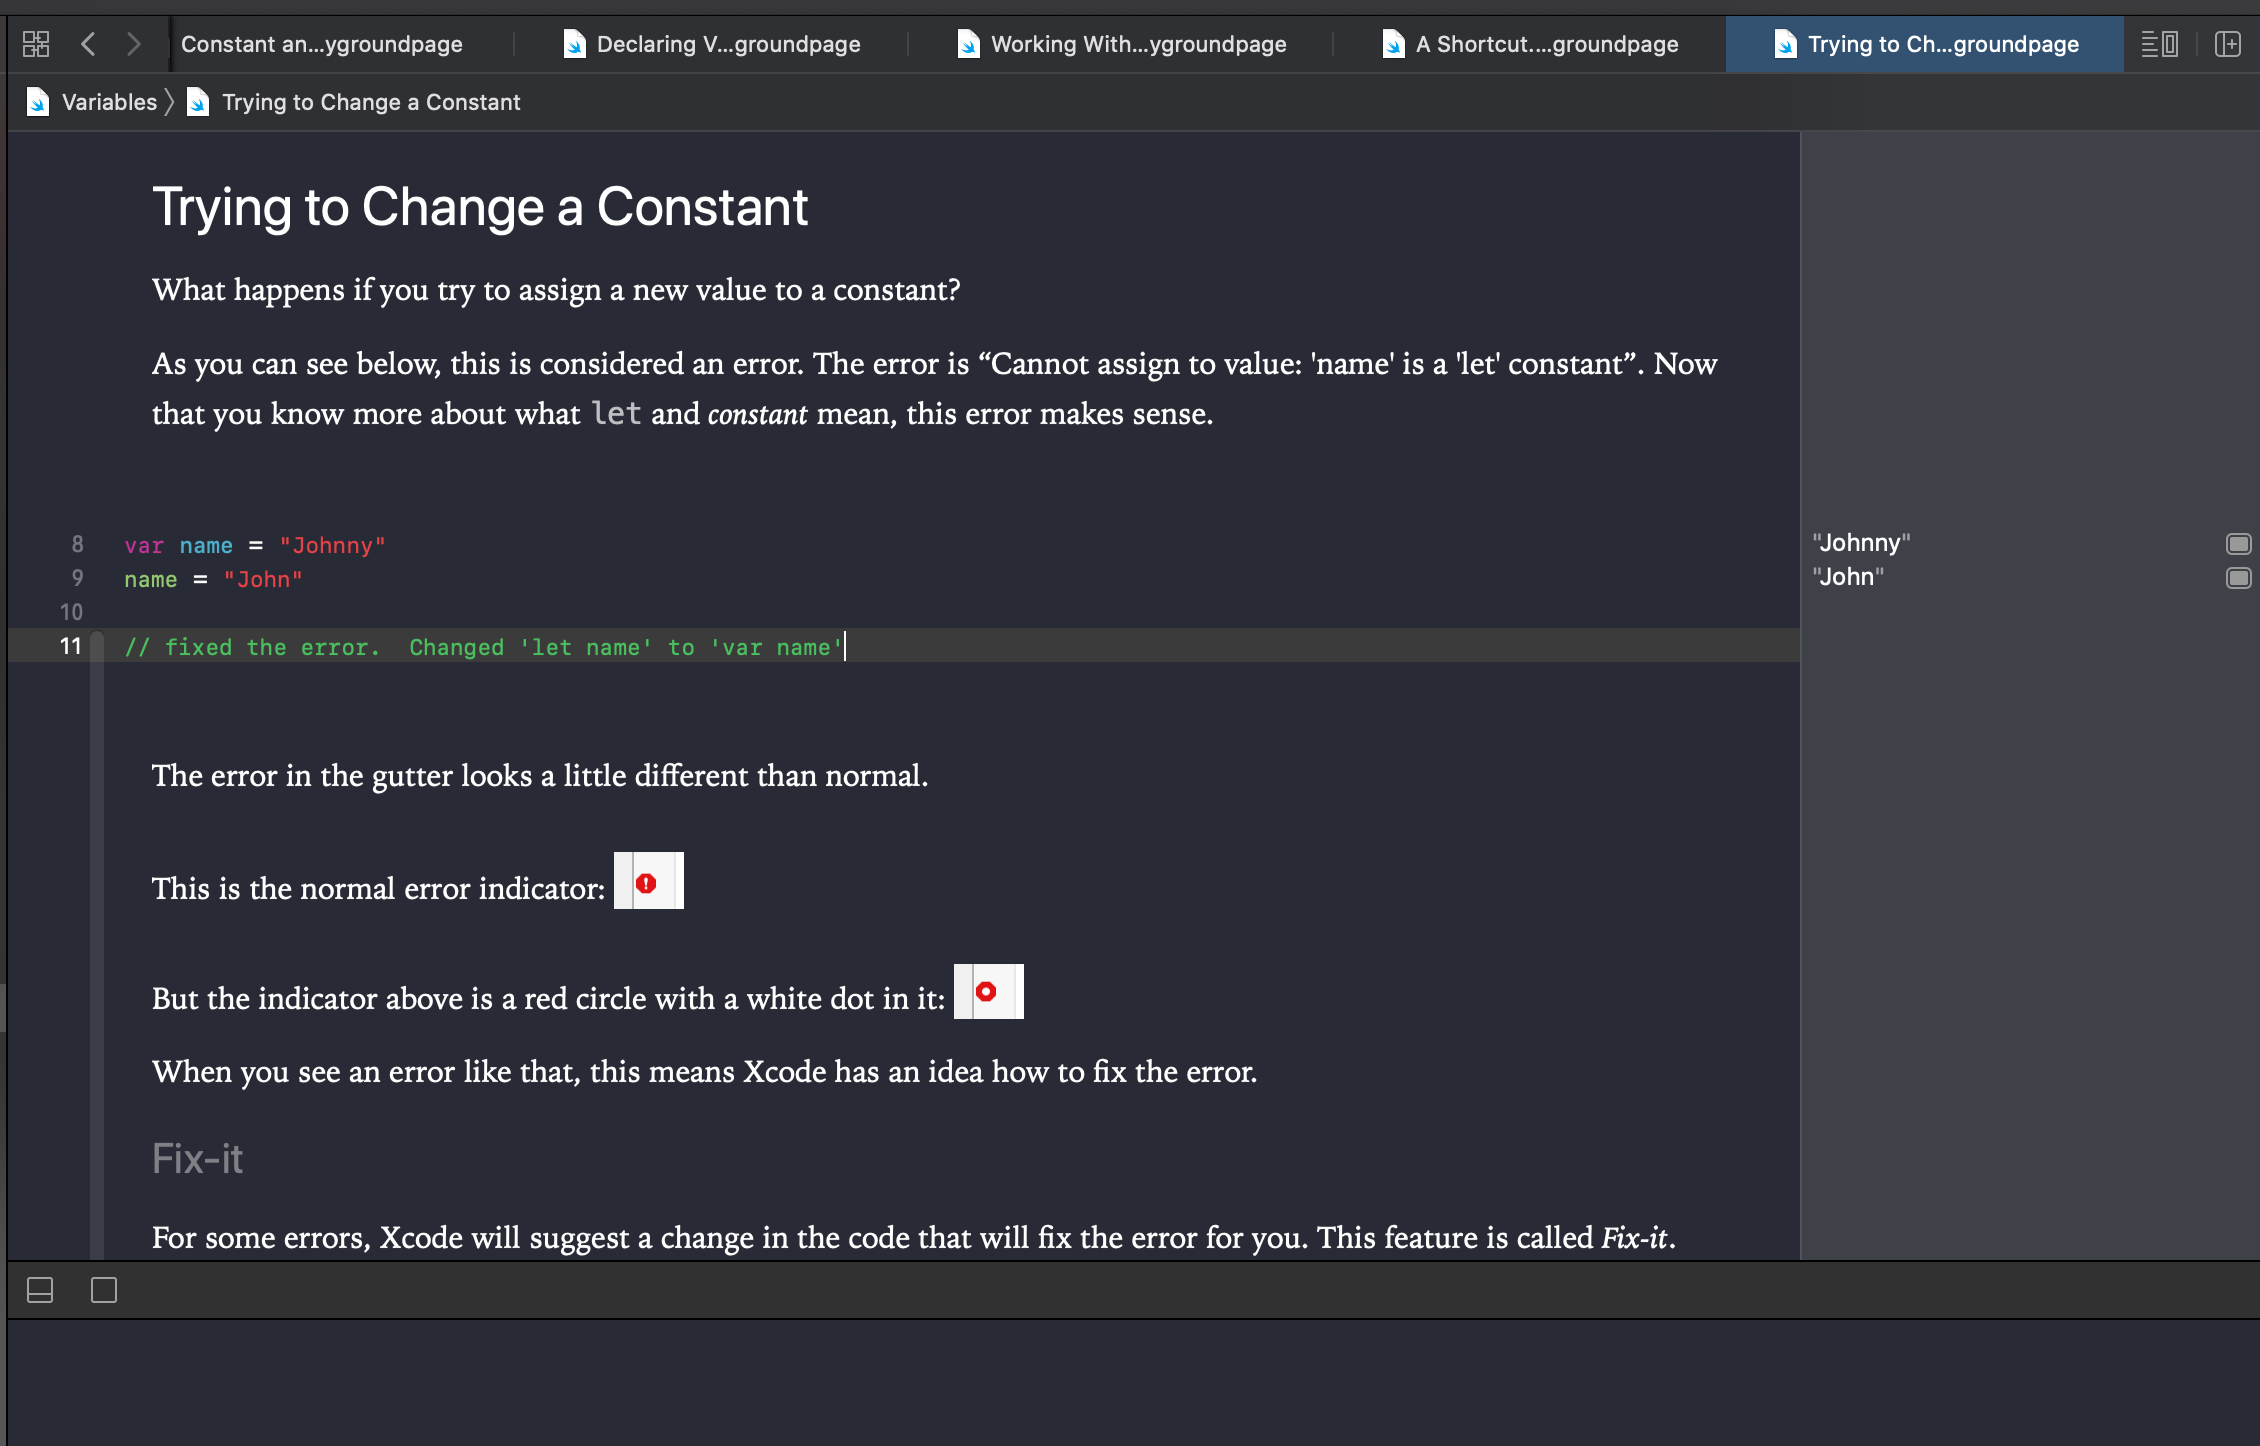 Constant an...ygroundpage
Declaring V...groundpage
Working With...ygroundpage
A Shortcut....groundpage
Trying to Ch...groundpage
Variables
Trying to Change a Constant
Trying to Change a Constant
What happens if you try to assign a new value to a constant?
As you can see below, this is considered an error. The error is “Cannot assign to value: 'name' is a 'let' constant”. Now
that you know more about what let and constant mean, this error makes sense.
8 var name = "Johnny"
"Johnny"
9 name = "John"
"John"
10
11 // fixed the error.  Changed 'let name' to 'var name'
The error in the gutter looks a little different than normal.
This is the normal error indicator:
But the indicator above is a red circle with a white dot in it:
When you see an error like that, this means Xcode has an idea how to fix the error.
Fix-it
For some errors, Xcode will suggest a change in the code that will fix the error for you. This feature is called Fix-it.